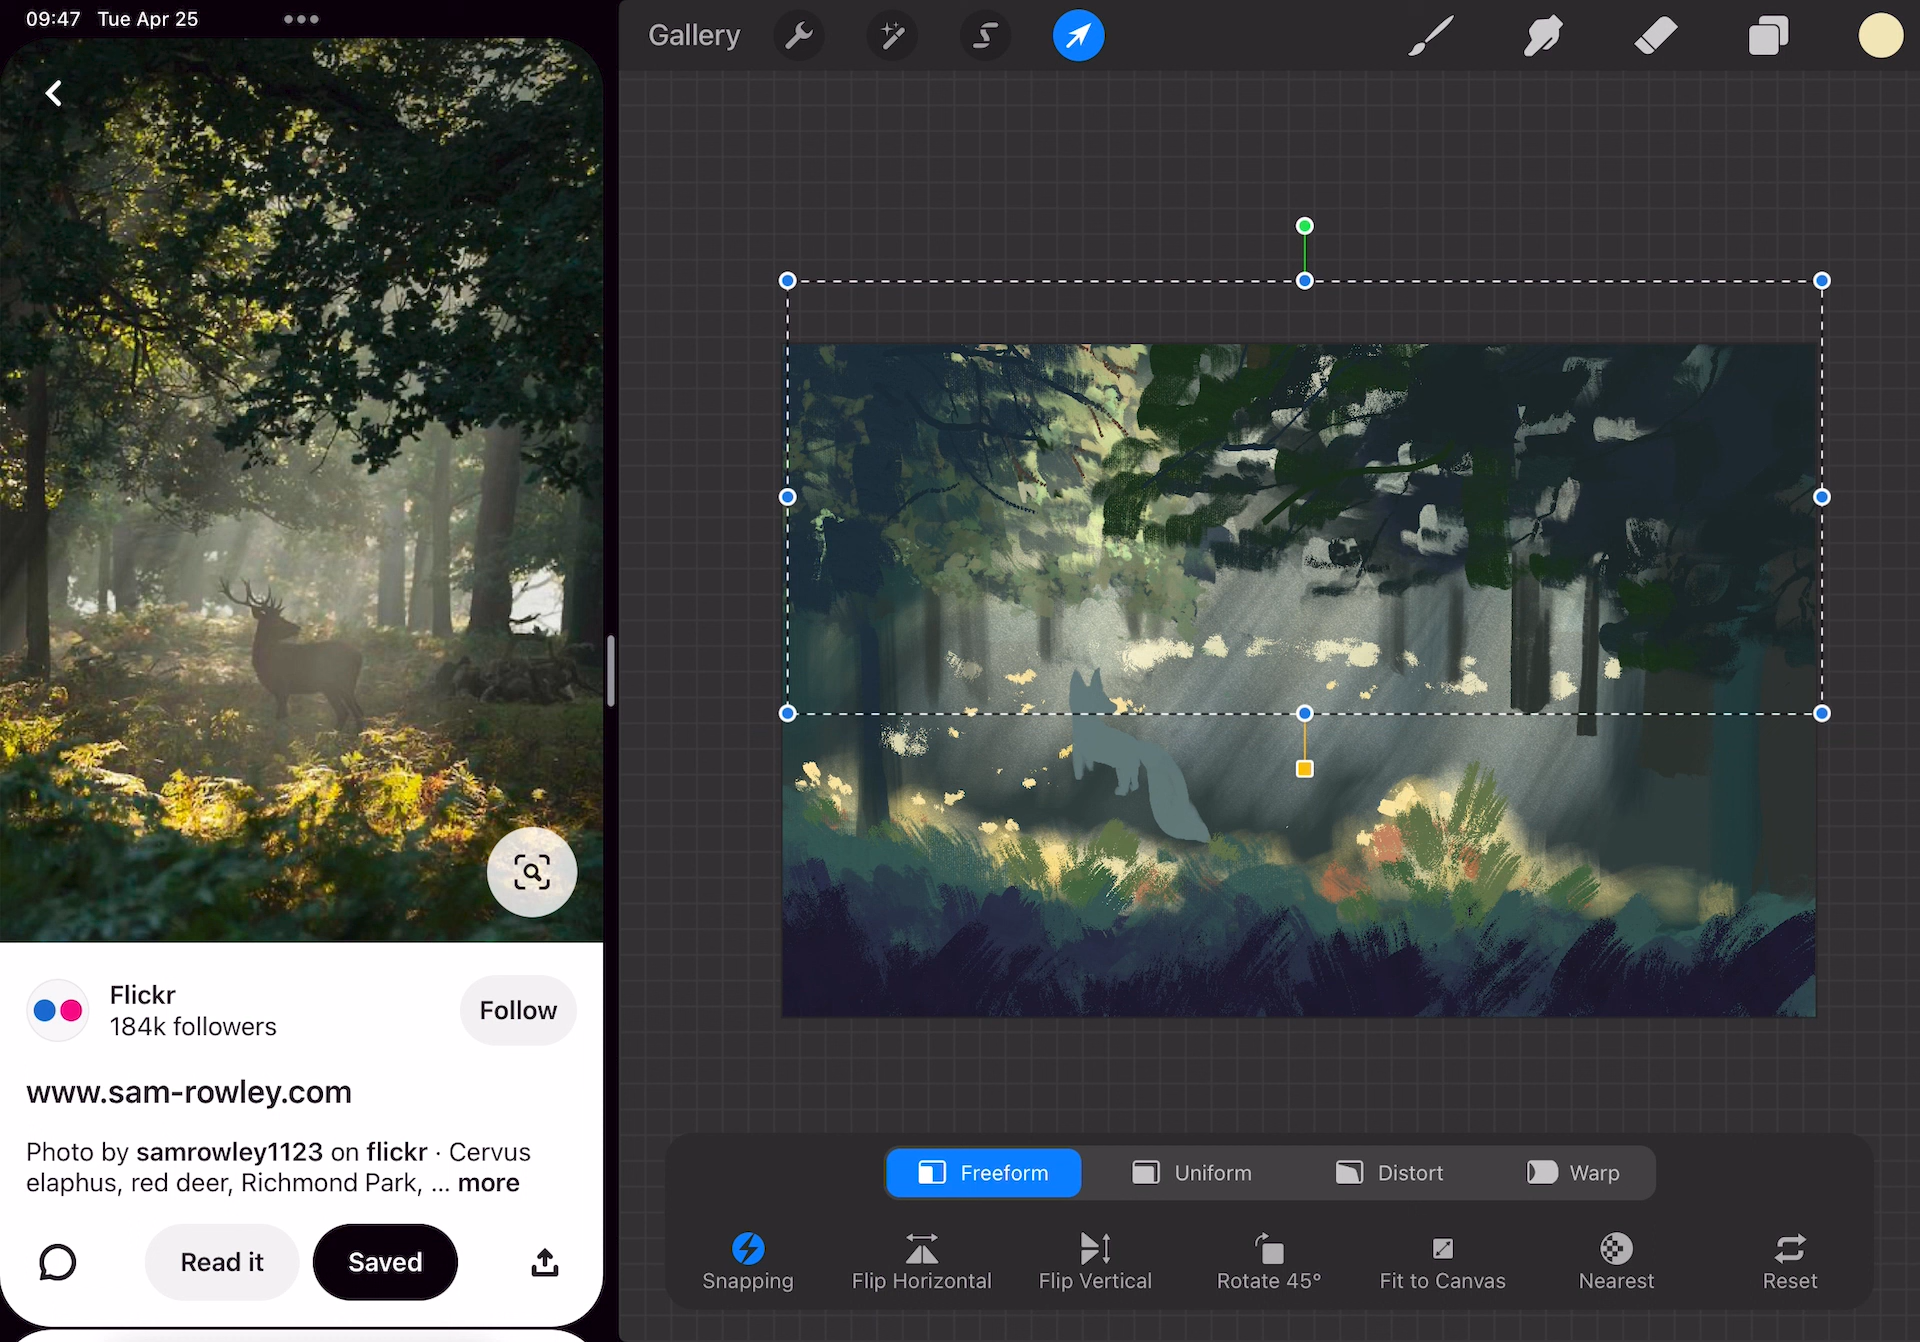 09:47 Tue Apr 25
Flickr
184k followers
Follow
www.sam-rowley.com
Photo by samrowley1123 on flickr · Cervus
elaphus, red deer, Richmond Park, ... more
Read it
Saved
Gallery
Freeform
Uniform
Distort
Warp
Snapping
Flip Horizontal
Flip Vertical
Rotate 45°
Fit to Canvas
Nearest
Reset